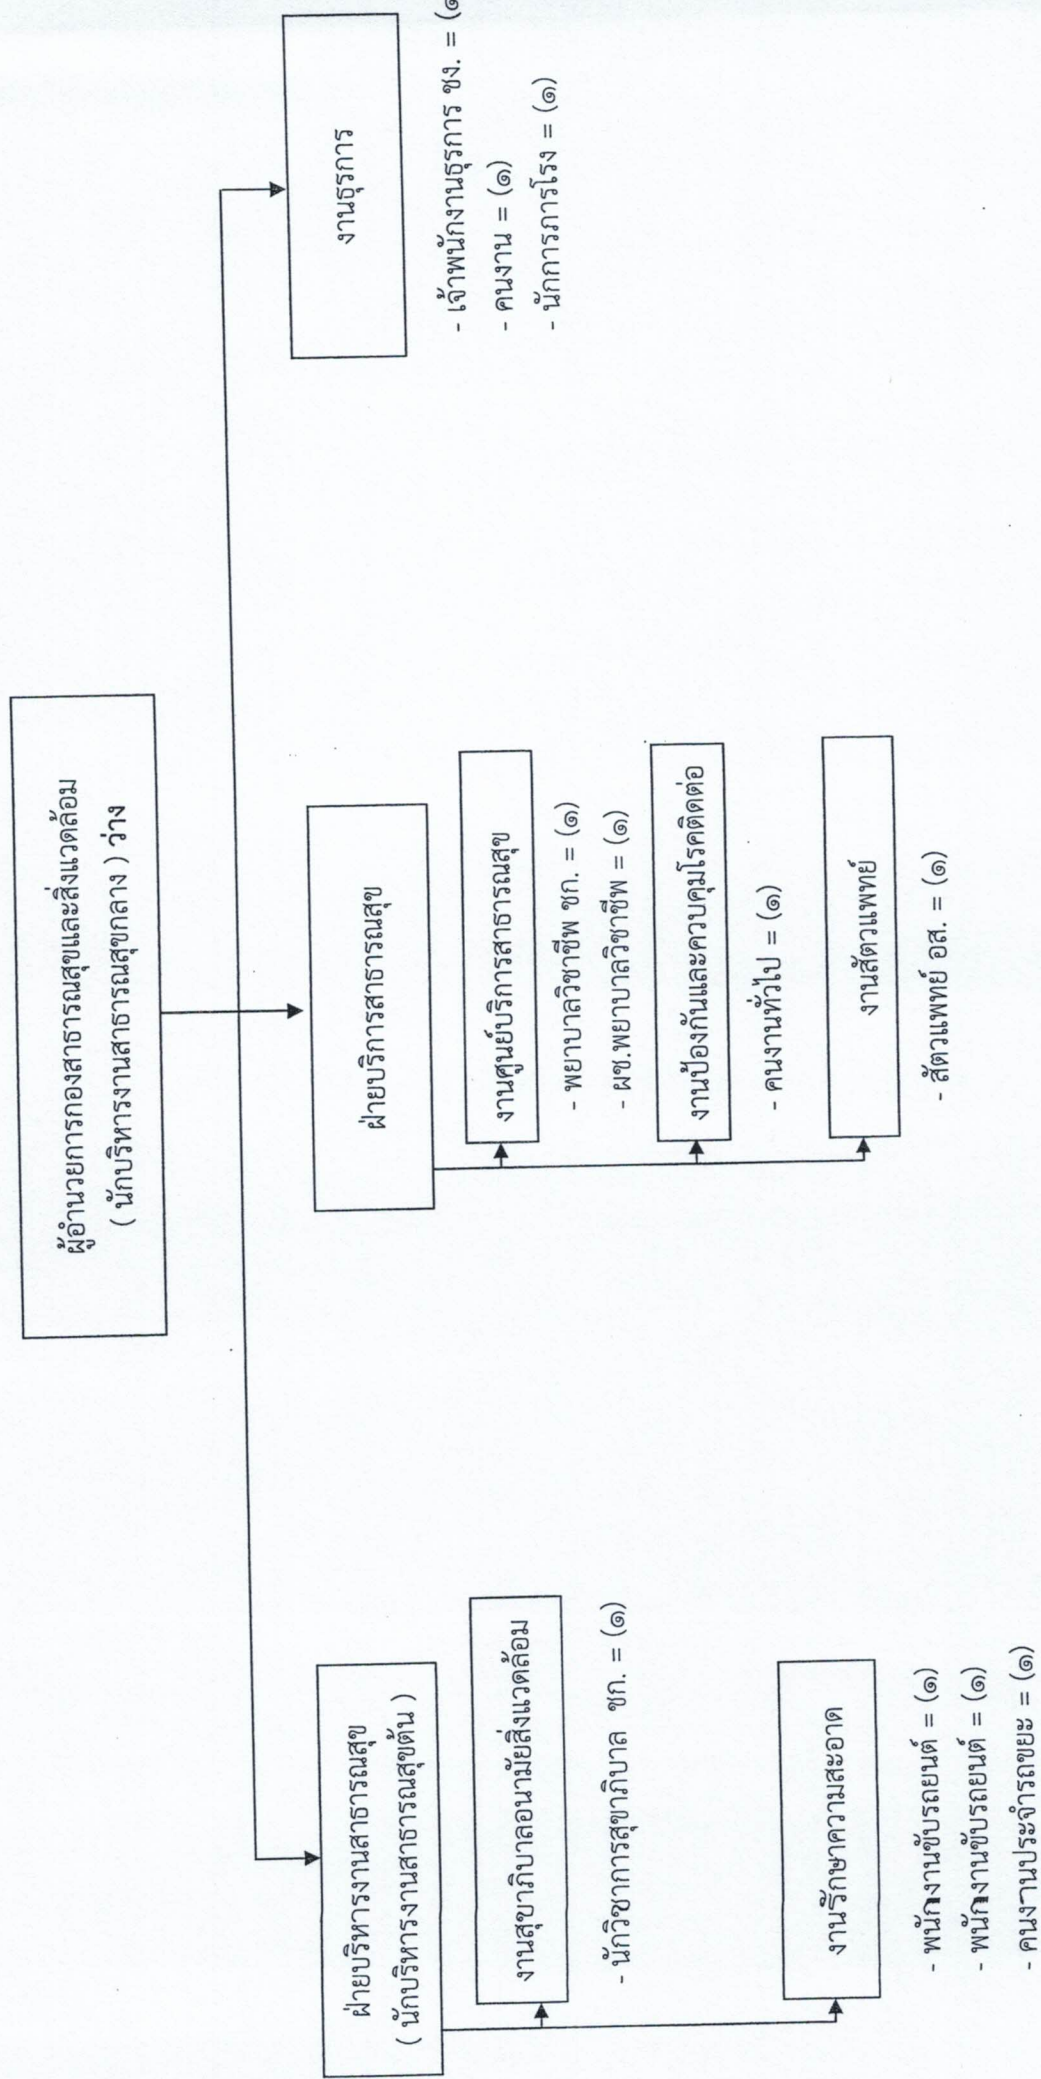 ผู้อำนวยการกองสาธารณสุขและสิ่งแวดล้อม
( นักบริหารงานสาธารณสุขกลาง ) ว่าง
ฝ่ายบริหารงานสาธารณสุข
( นักบริหารงานสาธารณสุขต้น )
งานสุขาภิบาลอนามัยสิ่งแวดล้อม
- นักวิชาการสุขาภิบาล ชก. = (๑)
งานรักษาความสะอาด
- พนักงานขับรถยนต์ = (๑)
- พนักงานขับรถยนต์ = (๑)
- คนงานประจำรถขยะ = (๑)
ฝ่ายบริการสาธารณสุข
งานศูนย์บริการสาธารณสุข
- พยาบาลวิชาชีพ ชก. = (๑)
- ผช.พยาบาลวิชาชีพ = (๑)
งานป้องกันและควบคุมโรคติดต่อ
- คนงานทั่วไป = (๑)
งานสัตวแพทย์
- สัตวแพทย์ อส. = (๑)
งานธุรการ
- เจ้าพนักงานธุรการ ชง. = (๑
- คนงาน = (๑)
- นักการภารโรง = (๑)